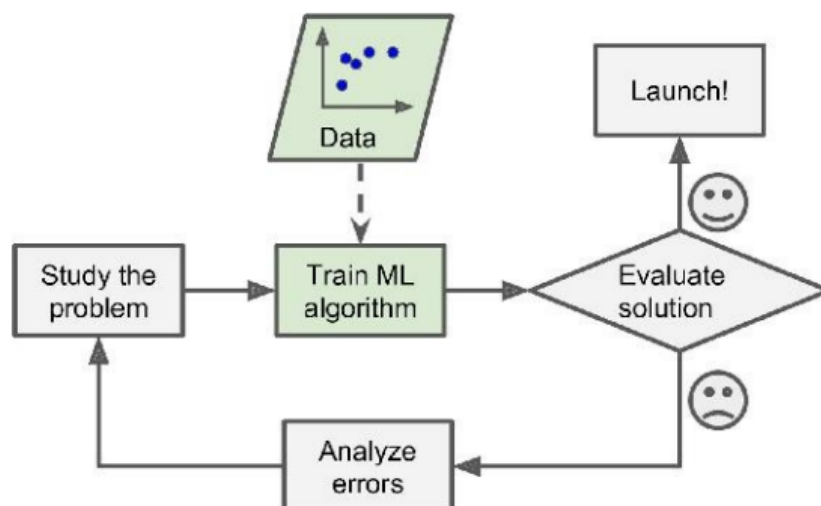 Data
Launch!
Study the
problem
Train ML
algorithm
Evaluate
solution
Analyze
errors